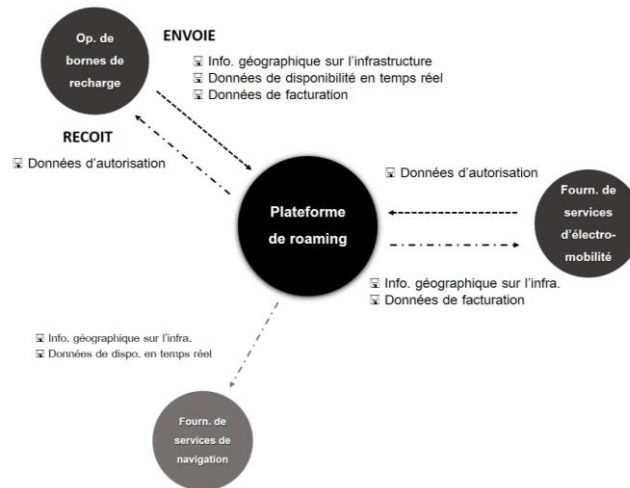 Op. de
bornes de
recharge
ENVOIE
Info. géographique sur l'infrastructure
Données de disponibilité en temps réel
Données de facturation
RECOIT
Données d'autorisation
Plateforme
de roaming
Données d'autorisation
Fourn. de
services
d'électro-
mobilité
Info. géographique sur l'infra.
Données de facturation
Info. géographique sur l'infra.
Données de dispo. en temps réel
Fourn. de
services de
navigation